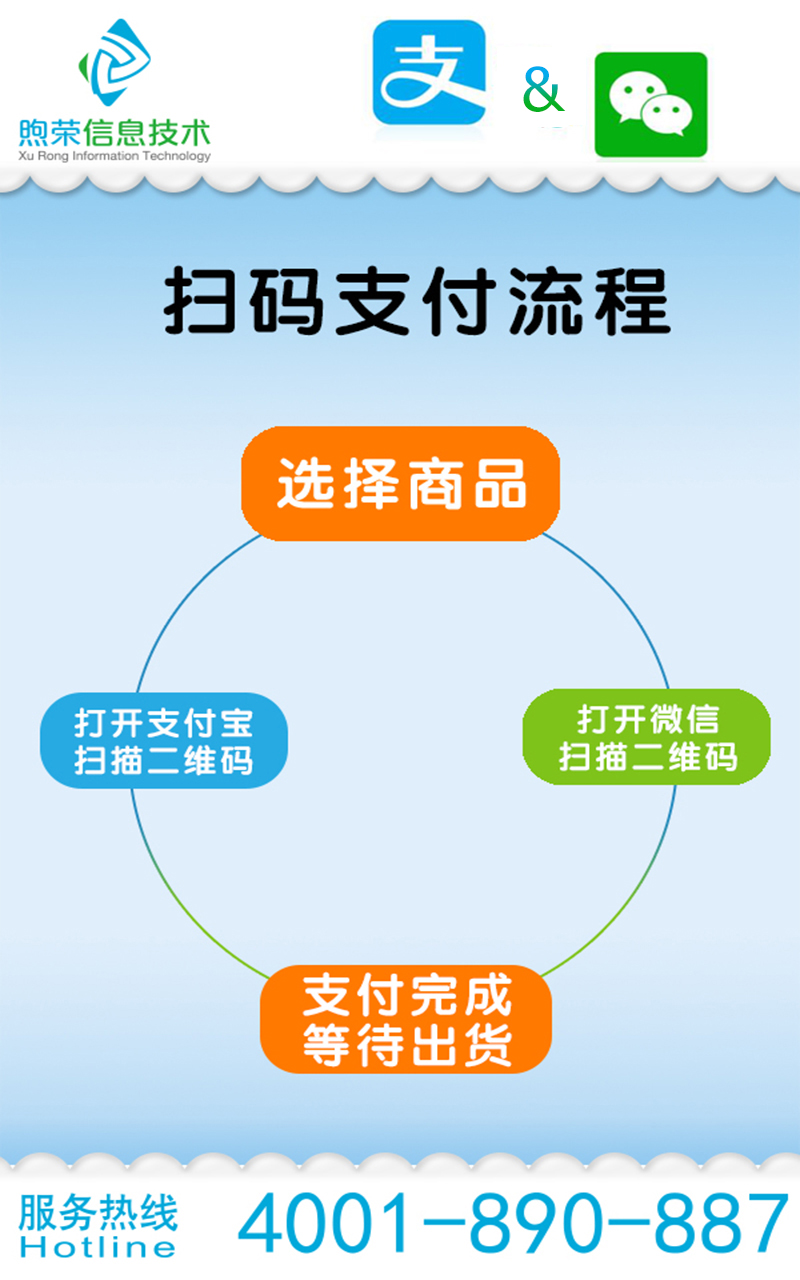 煦荣信息技术
Xu Rong Information Technology
支
&
扫码支付流程
选择商品
打开支付宝
扫描二维码
打开微信
扫描二维码
支付完成
等待出货
服务热线
Hotline
4001-890-887